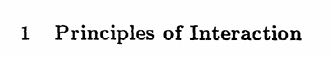 1 Principles of Interaction